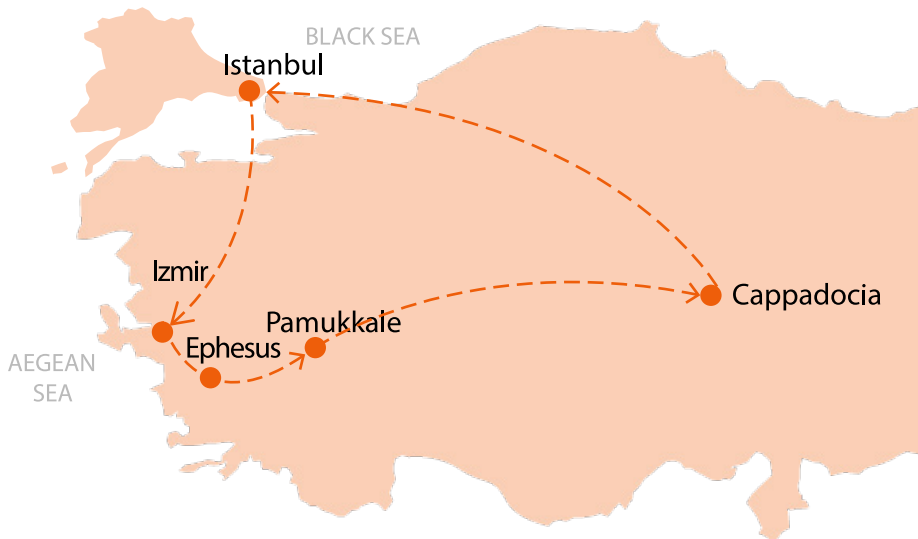 BLACK SEA
Istanbul
Izmir
Cappadocia
Pamukkale
Ephesus
AEGEAN
SEA